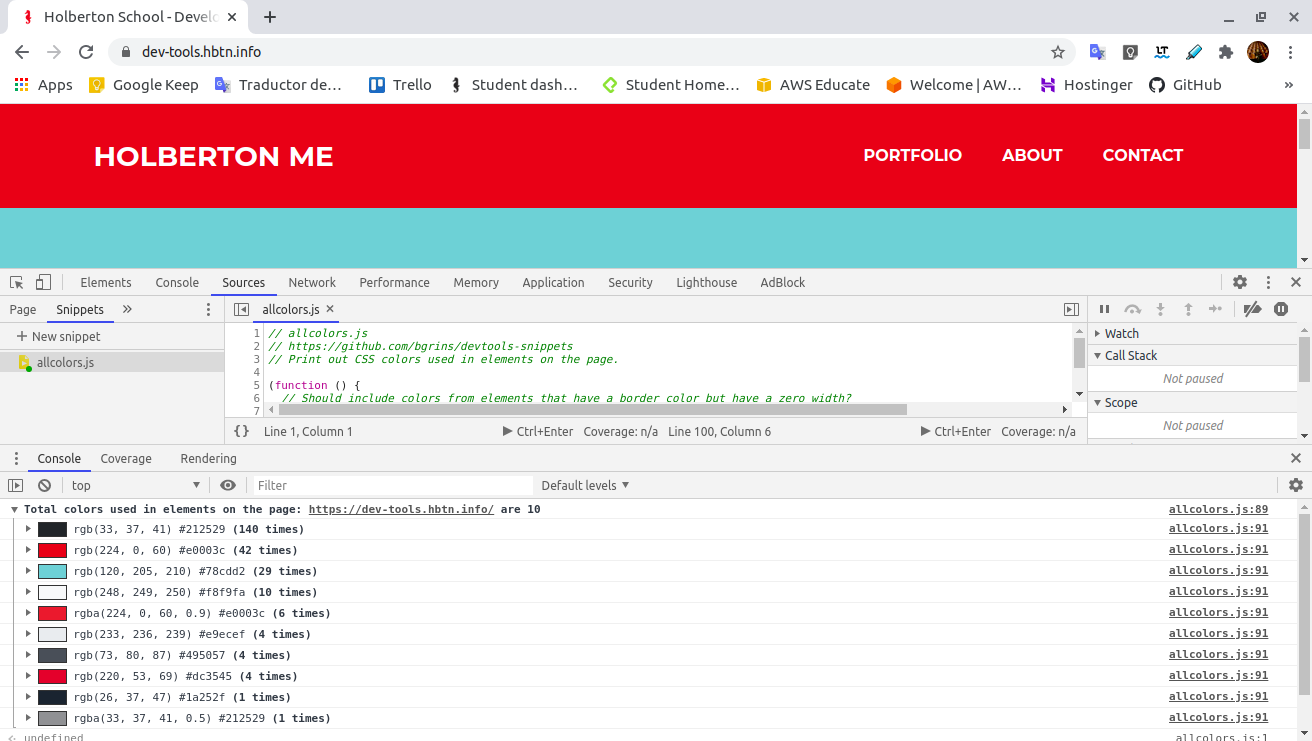 Holberton School - Develo
dev-tools.hbtn.info
Apps Google Keep Traductor de… Trello Student dash… Student Home… AWS Educate Welcome | AW… Hostinger GitHub »
HOLBERTON ME PORTFOLIO ABOUT CONTACT
Elements Console Sources Network Performance Memory Application Security Lighthouse AdBlock
Page Snippets » allcolors.js
+ New snippet
allcolors.js
1 // allcolors.js
2 // https://github.com/bgrins/devtools-snippets
3 // Print out CSS colors used in elements on the page.
4
5 (function () {
6 // Should include colors from elements that have a border color but have a zero width?
7
Watch
Call Stack
Not paused
Scope
Not paused
{} Line 1, Column 1 Ctrl+Enter Coverage: n/a Line 100, Column 6 Ctrl+Enter Coverage: n/a
Console Coverage Rendering
top Filter Default levels
Total colors used in elements on the page: https://dev-tools.hbtn.info/ are 10 allcolors.js:89
rgb(33, 37, 41) #212529 (140 times) allcolors.js:91
rgb(224, 0, 60) #e0003c (42 times) allcolors.js:91
rgb(120, 205, 210) #78cdd2 (29 times) allcolors.js:91
rgb(248, 249, 250) #f8f9fa (10 times) allcolors.js:91
rgba(224, 0, 60, 0.9) #e0003c (6 times) allcolors.js:91
rgb(233, 236, 239) #e9ecef (4 times) allcolors.js:91
rgb(73, 80, 87) #495057 (4 times) allcolors.js:91
rgb(220, 53, 69) #dc3545 (4 times) allcolors.js:91
rgb(26, 37, 47) #1a252f (1 times) allcolors.js:91
rgba(33, 37, 41, 0.5) #212529 (1 times) allcolors.js:91
undefined allcolors.js:1